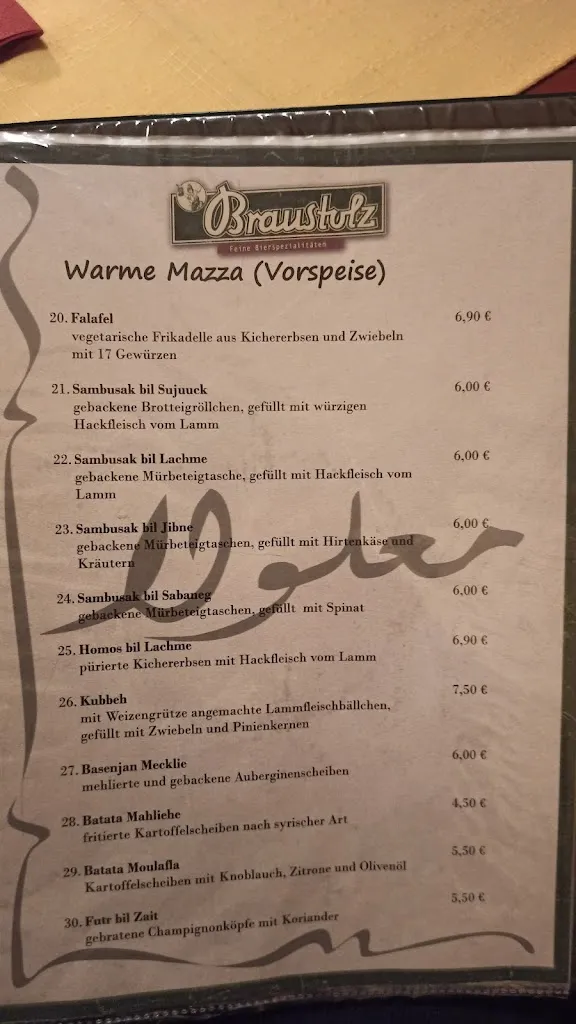 Braustolz
Feine Bierspezialitäten
Warme Mazza (Vorspeise)
20. Falafel 6,90 €
vegetarische Frikadelle aus Kichererbsen und Zwiebeln
mit 17 Gewürzen
21. Sambusak bil Sujuuck 6,00 €
gebackene Brotteigröllchen, gefüllt mit würzigen
Hackfleisch vom Lamm
22. Sambusak bil Lachme 6,00 €
gebackene Mürbeteigtasche, gefüllt mit Hackfleisch vom
Lamm
23. Sambusak bil Jibne 6,00 €
gebackene Mürbeteigtaschen, gefüllt mit Hirtenkäse und
Kräutern
24. Sambusak bil Sabaneg 6,00 €
gebackene Mürbeteigtaschen, gefüllt mit Spinat
25. Homos bil Lachme 6,90 €
pürierte Kichererbsen mit Hackfleisch vom Lamm
26. Kubbeh 7,50 €
mit Weizengrütze angemachte Lammfleischbällchen,
gefüllt mit Zwiebeln und Pinienkernen
27. Basenjan Mecklie 6,00 €
mehlierte und gebackene Auberginenscheiben
28. Batata Mahliehe 4,50 €
fritierte Kartoffelscheiben nach syrischer Art
29. Batata Moulafla 5,50 €
Kartoffelscheiben mit Knoblauch, Zitrone und Olivenöl
30. Futr bil Zait 5,50 €
gebratene Champignonköpfe mit Koriander